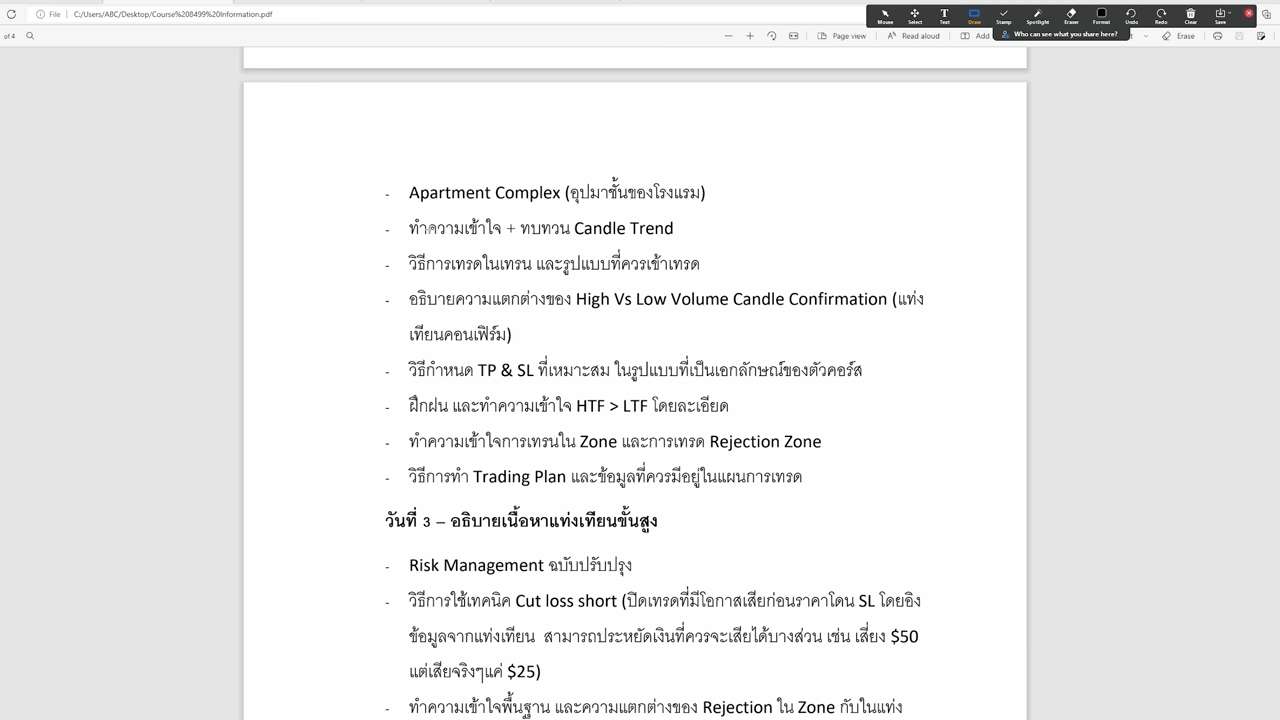 File
C:/Users/ABC/Desktop/Course%208499%20Information.pdf
Mouse Select Text Draw Stamp Spotlight Eraser Format Undo Redo Clear Save
Who can see what you share here?
of 4
Page view
Read aloud
Add
Erase
- Apartment Complex (อุปมาชั้นของโรงแรม)
- ทำความเข้าใจ + ทบทวน Candle Trend
- วิธีการเทรดในเทรน และรูปแบบที่ควรเข้าเทรด
- อธิบายความแตกต่างของ High Vs Low Volume Candle Confirmation (แท่ง
เทียนคอนเฟิร์ม)
- วิธีกำหนด TP & SL ที่เหมาะสม ในรูปแบบที่เป็นเอกลักษณ์ของตัวคอร์ส
- ฝึกฝน และทำความเข้าใจ HTF > LTF โดยละเอียด
- ทำความเข้าใจการเทรนใน Zone และการเทรด Rejection Zone
- วิธีการทำ Trading Plan และข้อมูลที่ควรมีอยู่ในแผนการเทรด
วันที่ 3 – อธิบายเนื้อหาแท่งเทียนขั้นสูง
- Risk Management ฉบับปรับปรุง
- วิธีการใช้เทคนิค Cut loss short (ปิดเทรดที่มีโอกาสเสียก่อนราคาโดน SL โดยอิง
ข้อมูลจากแท่งเทียน สามารถประหยัดเงินที่ควรจะเสียได้บางส่วน เช่น เสี่ยง $50
แต่เสียจริงๆแค่ $25)
- ทำความเข้าใจพื้นฐาน และความแตกต่างของ Rejection ใน Zone กับในแท่ง